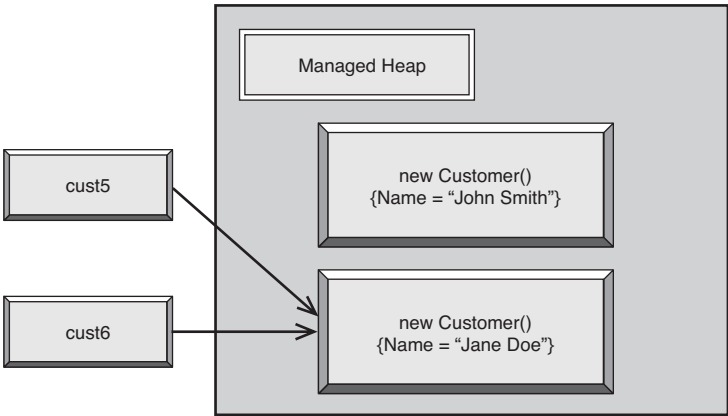 Managed Heap
new Customer()
{Name = “John Smith”}
cust5
new Customer()
{Name = “Jane Doe”}
cust6